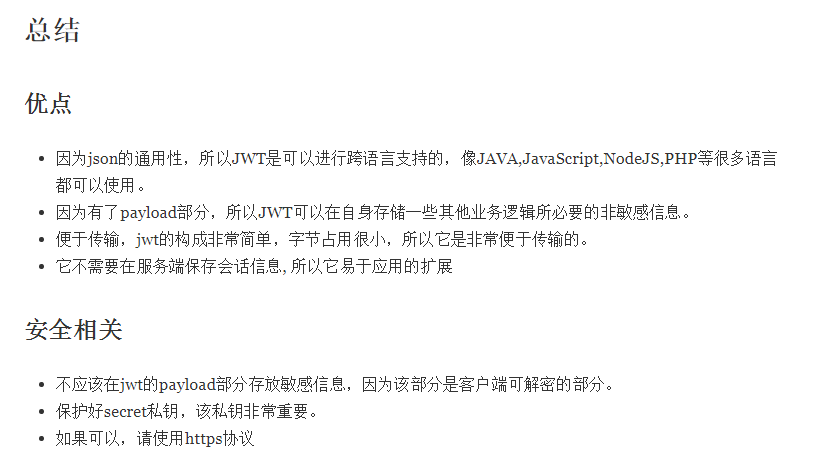 总结
优点
因为json的通用性，所以JWT是可以进行跨语言支持的，像JAVA,JavaScript,NodeJS,PHP等很多语言
都可以使用。
因为有了payload部分，所以JWT可以在自身存储一些其他业务逻辑所必要的非敏感信息。
便于传输，jwt的构成非常简单，字节占用很小，所以它是非常便于传输的。
它不需要在服务端保存会话信息, 所以它易于应用的扩展
安全相关
不应该在jwt的payload部分存放敏感信息，因为该部分是客户端可解密的部分。
保护好secret私钥，该私钥非常重要。
如果可以，请使用https协议